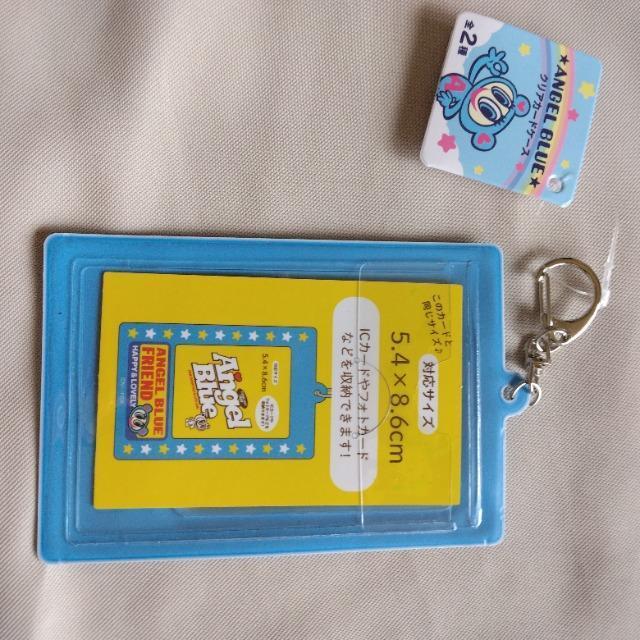 ★ANGEL BLUE★
クリアカードケース
全2種
このカードと
同じサイズ♪
対応サイズ
5.4×8.6cm
ICカードやフォトカード
などを収納できます!
5.4×8.6cm
Angel
Blue
ANGEL BLUE
FRIEND
HAPPY & LOVELY